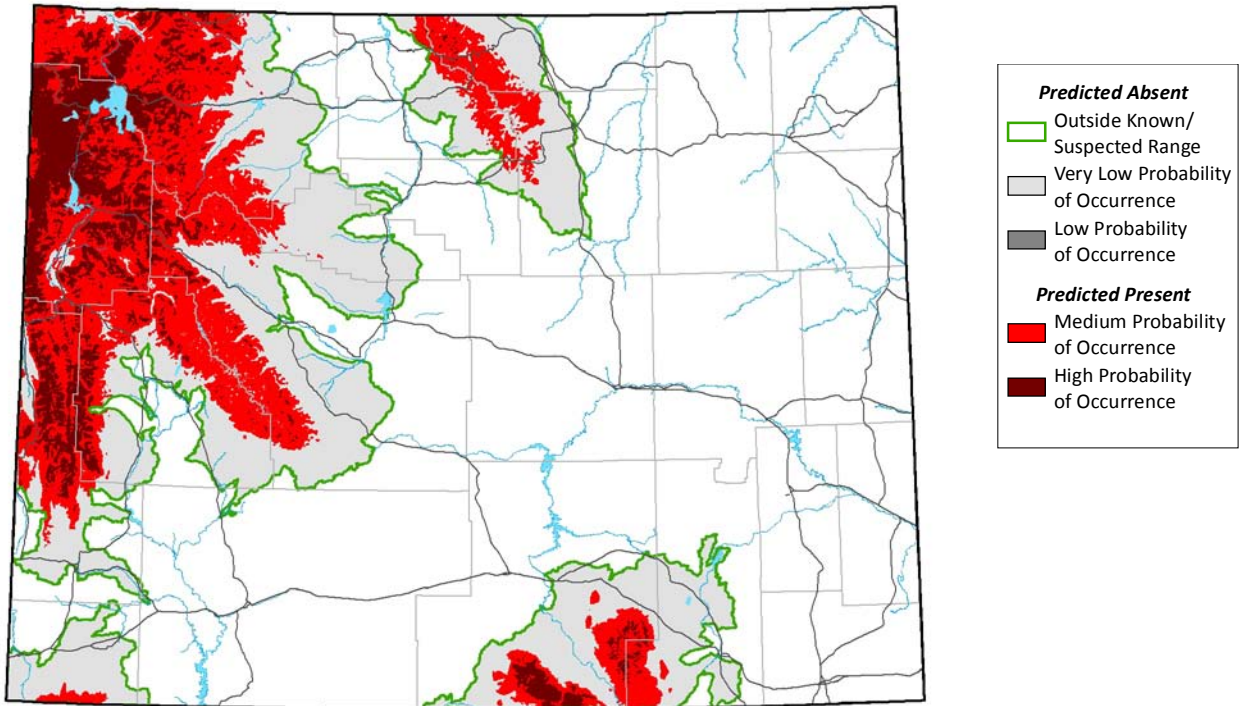 Predicted Absent
Outside Known/
Suspected Range
Very Low Probability
of Occurrence
Low Probability
of Occurrence
Predicted Present
Medium Probability
of Occurrence
High Probability
of Occurrence